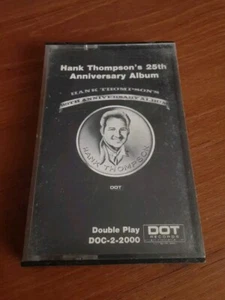 Hank Thompson's 25th
Anniversary Album
HANK THOMPSON'S
25TH ANNIVERSARY ALBUM
HANK THOMPSON
DOT
Double Play
DOC-2-2000
DOT
RECORDS